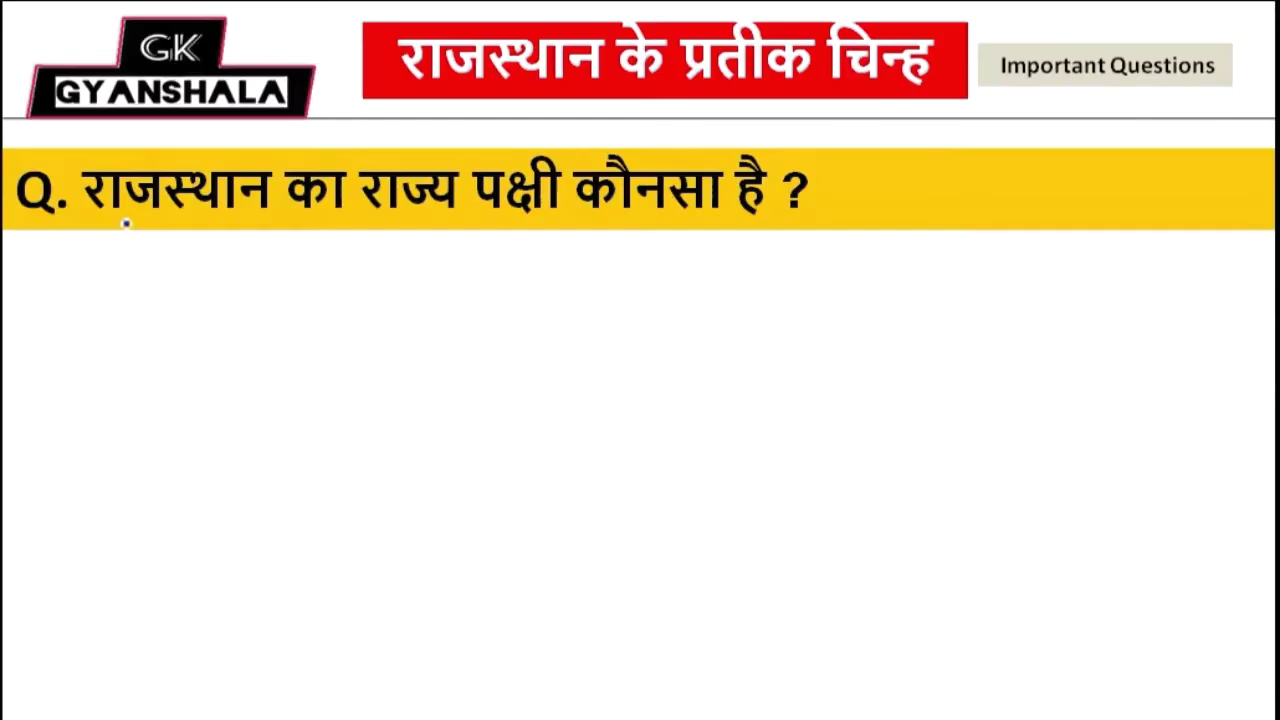 GK
GYANSHALA
राजस्थान के प्रतीक चिन्ह
Important Questions
Q. राजस्थान का राज्य पक्षी कौनसा है ?